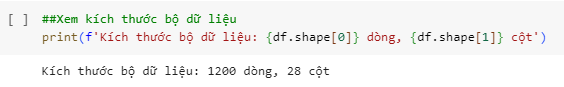 [ ] ##Xem kích thước bộ dữ liệu
print(f'Kích thước bộ dữ liệu: {df.shape[0]} dòng, {df.shape[1]} cột')
Kích thước bộ dữ liệu: 1200 dòng, 28 cột